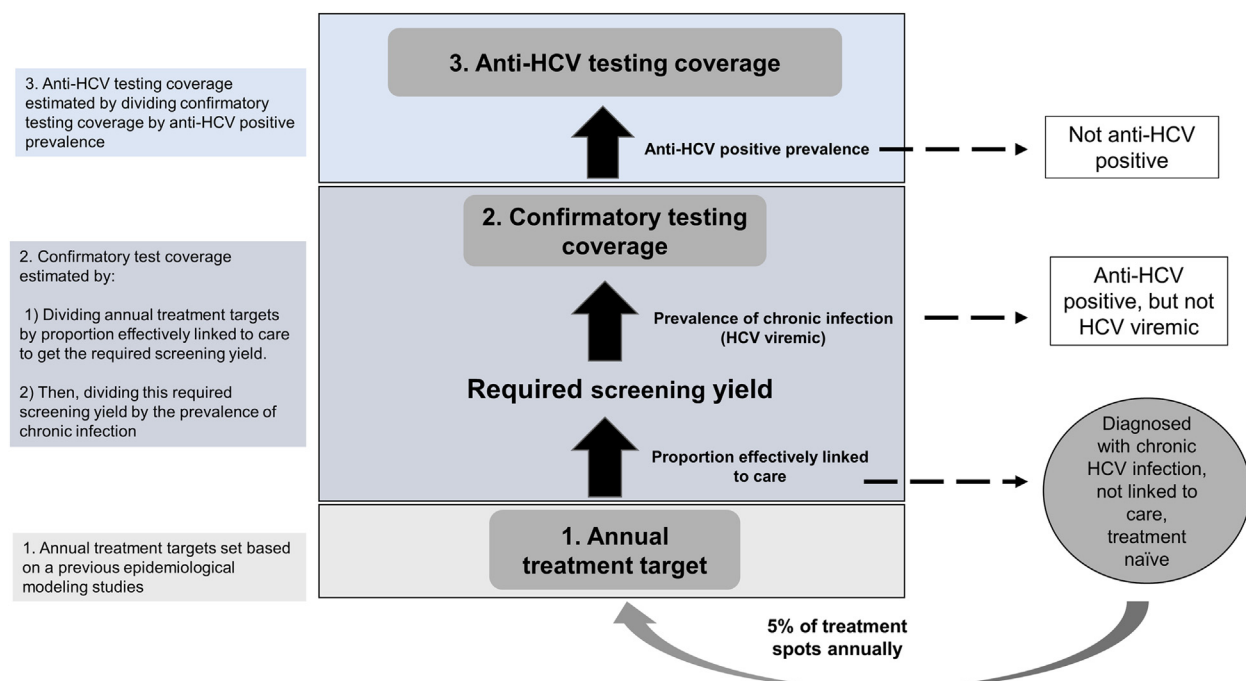 3. Anti-HCV testing coverage
3. Anti-HCV testing coverage
estimated by dividing confirmatory
testing coverage by anti-HCV positive
prevalence
Anti-HCV positive prevalence
Not anti-HCV
positive
2. Confirmatory testing
coverage
2. Confirmatory test coverage
estimated by:
1) Dividing annual treatment targets
by proportion effectively linked to care
to get the required screening yield.
2) Then, dividing this required
screening yield by the prevalence of
chronic infection
Prevalence of chronic infection
(HCV viremic)
Anti-HCV
positive, but not
HCV viremic
Required screening yield
Proportion effectively linked
to care
Diagnosed
with chronic
HCV infection,
not linked to
care,
treatment
naïve
1. Annual treatment targets set based
on a previous epidemiological
modeling studies
1. Annual
treatment target
5% of treatment
spots annually